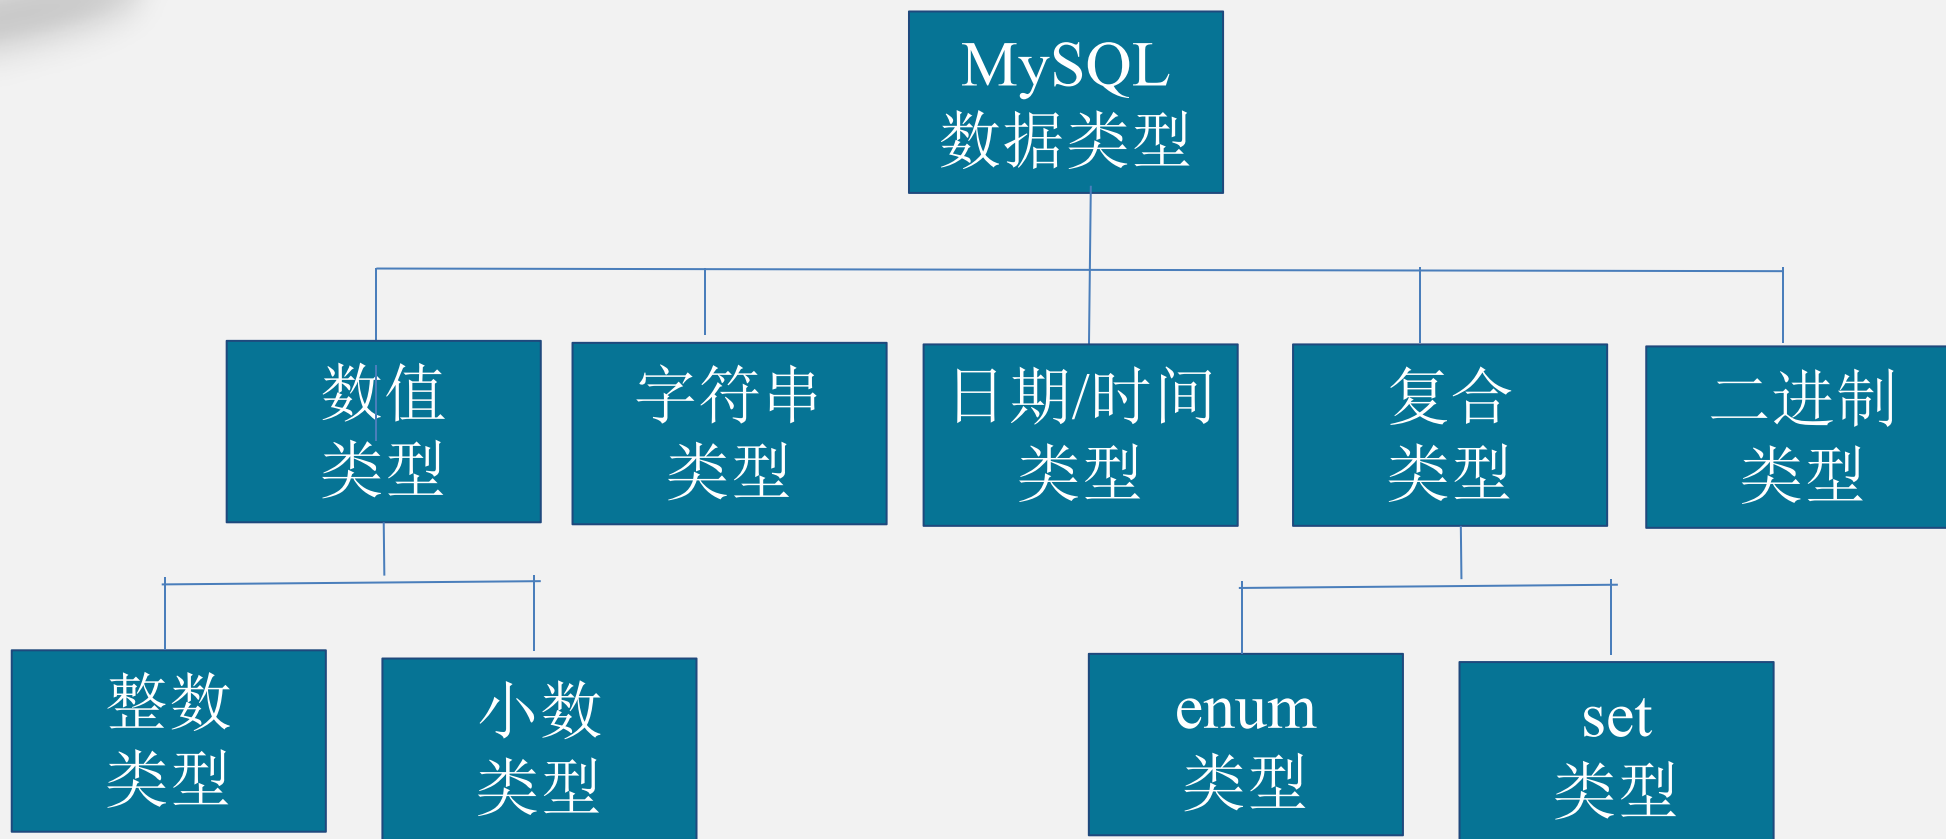 MySQL
数据类型
数值
类型
字符串
类型
日期/时间
类型
复合
类型
二进制
类型
整数
类型
小数
类型
enum
类型
set
类型